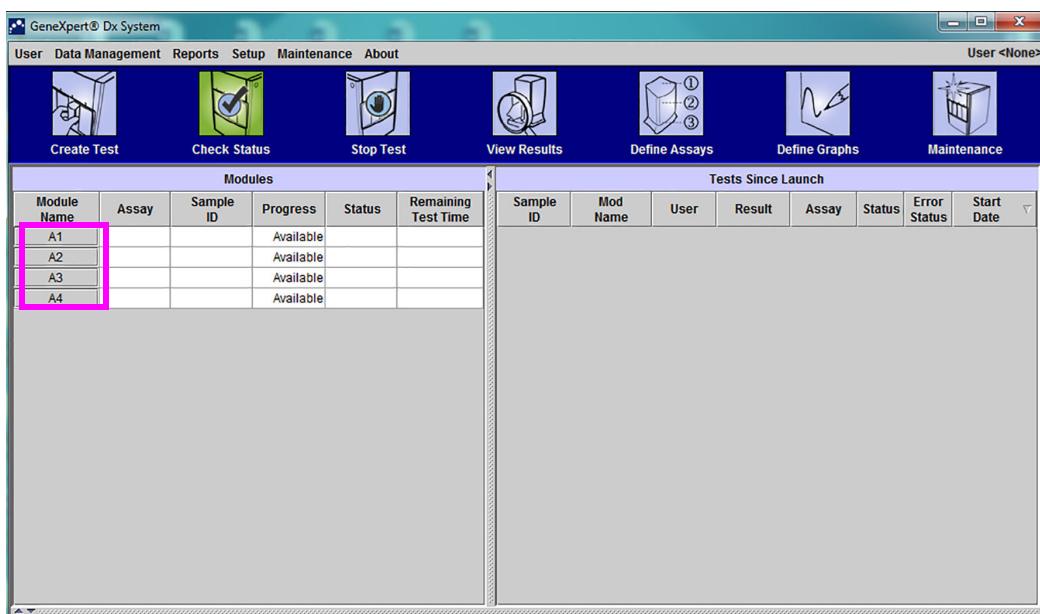 GeneXpert® Dx System
User Data Management Reports Setup Maintenance About User <None>
Create Test Check Status Stop Test View Results Define Assays Define Graphs Maintenance
Modules
Module Name Assay Sample ID Progress Status Remaining Test Time
A1 Available
A2 Available
A3 Available
A4 Available
Tests Since Launch
Sample ID Mod Name User Result Assay Status Error Status Start Date